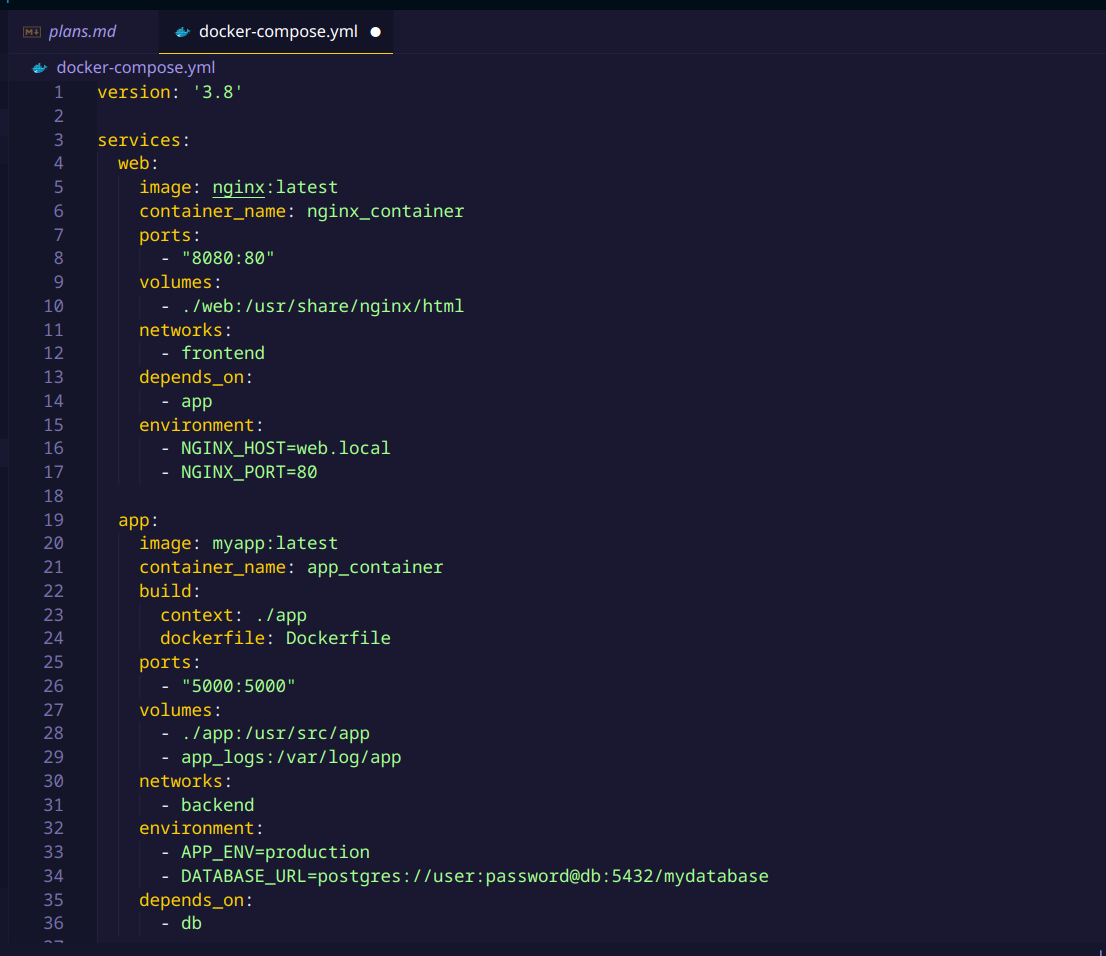 plans.md docker-compose.yml
docker-compose.yml
1 version: '3.8'
2
3 services:
4   web:
5     image: nginx:latest
6     container_name: nginx_container
7     ports:
8       - "8080:80"
9     volumes:
10       - ./web:/usr/share/nginx/html
11     networks:
12       - frontend
13     depends_on:
14       - app
15     environment:
16       - NGINX_HOST=web.local
17       - NGINX_PORT=80
18
19   app:
20     image: myapp:latest
21     container_name: app_container
22     build:
23       context: ./app
24       dockerfile: Dockerfile
25     ports:
26       - "5000:5000"
27     volumes:
28       - ./app:/usr/src/app
29       - app_logs:/var/log/app
30     networks:
31       - backend
32     environment:
33       - APP_ENV=production
34       - DATABASE_URL=postgres://user:password@db:5432/mydatabase
35     depends_on:
36       - db